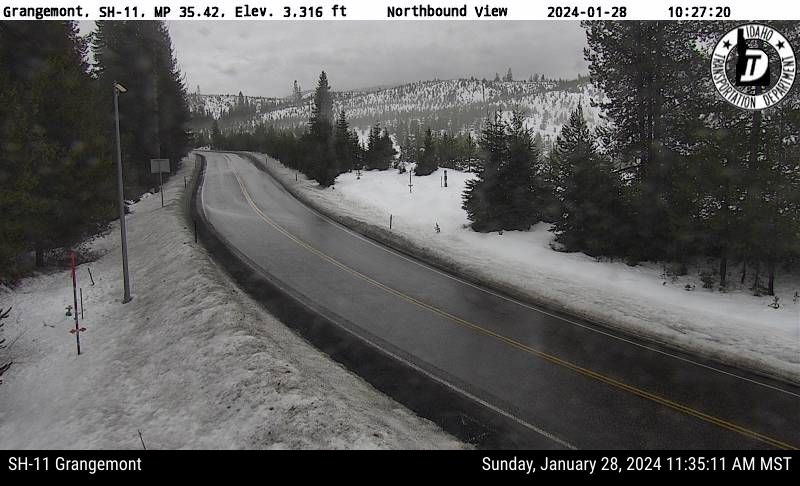 Grangemont, SH-11, MP 35.42, Elev. 3,316 ft Northbound View 2024-01-28 10:27:20
IDAHO
TRANSPORTATION DEPARTMENT
SH-11 Grangemont Sunday, January 28, 2024 11:35:11 AM MST